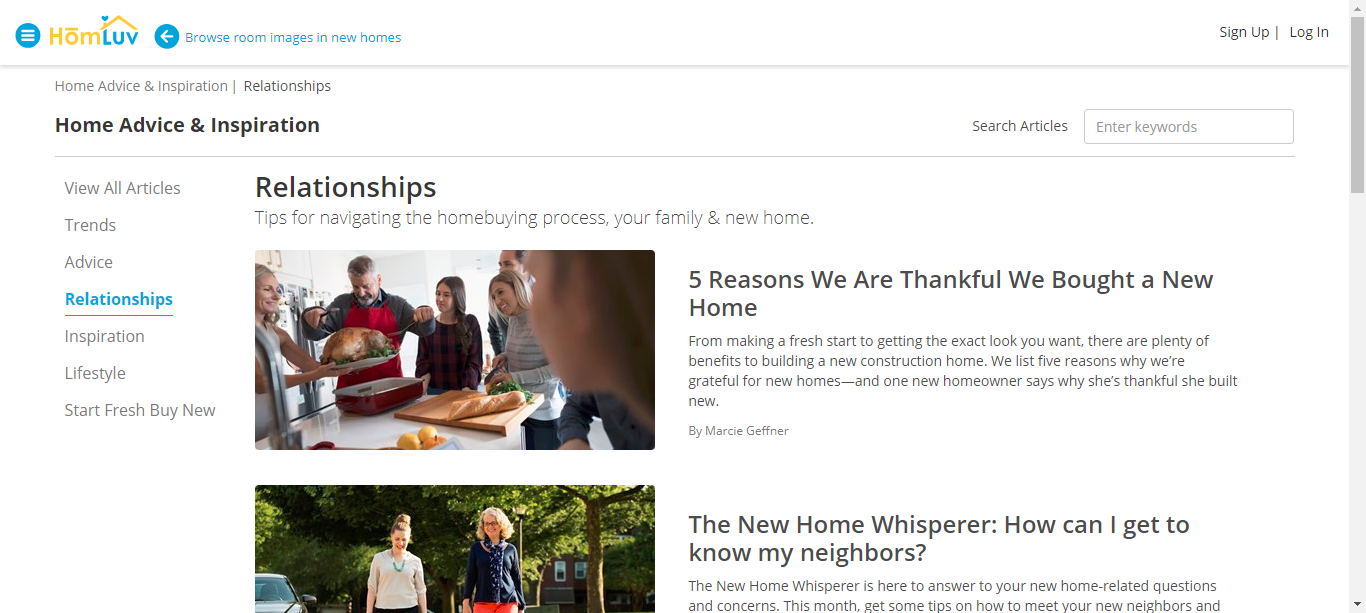 HōmLuv
Browse room images in new homes
Sign Up | Log In
Home Advice & Inspiration | Relationships
Home Advice & Inspiration
Search Articles
Enter keywords
View All Articles
Trends
Advice
Relationships
Inspiration
Lifestyle
Start Fresh Buy New
Relationships
Tips for navigating the homebuying process, your family & new home.
5 Reasons We Are Thankful We Bought a New
Home
From making a fresh start to getting the exact look you want, there are plenty of
benefits to building a new construction home. We list five reasons why we’re
grateful for new homes—and one new homeowner says why she’s thankful she built
new.
By Marcie Geffner
The New Home Whisperer: How can I get to
know my neighbors?
The New Home Whisperer is here to answer to your new home-related questions
and concerns. This month, get some tips on how to meet your new neighbors and